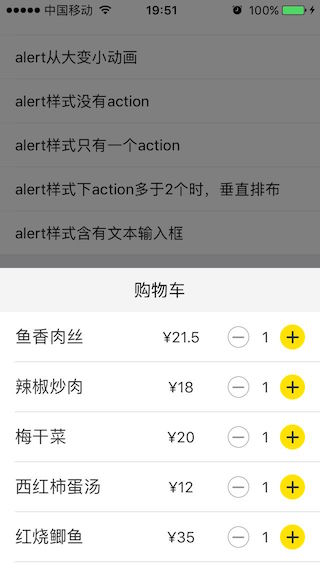 中国移动 19:51 100%
alert从大变小动画
alert样式没有action
alert样式只有一个action
alert样式下action多于2个时，垂直排布
alert样式含有文本输入框
购物车
鱼香肉丝 ¥21.5 1
辣椒炒肉 ¥18 1
梅干菜 ¥20 1
西红柿蛋汤 ¥12 1
红烧鲫鱼 ¥35 1